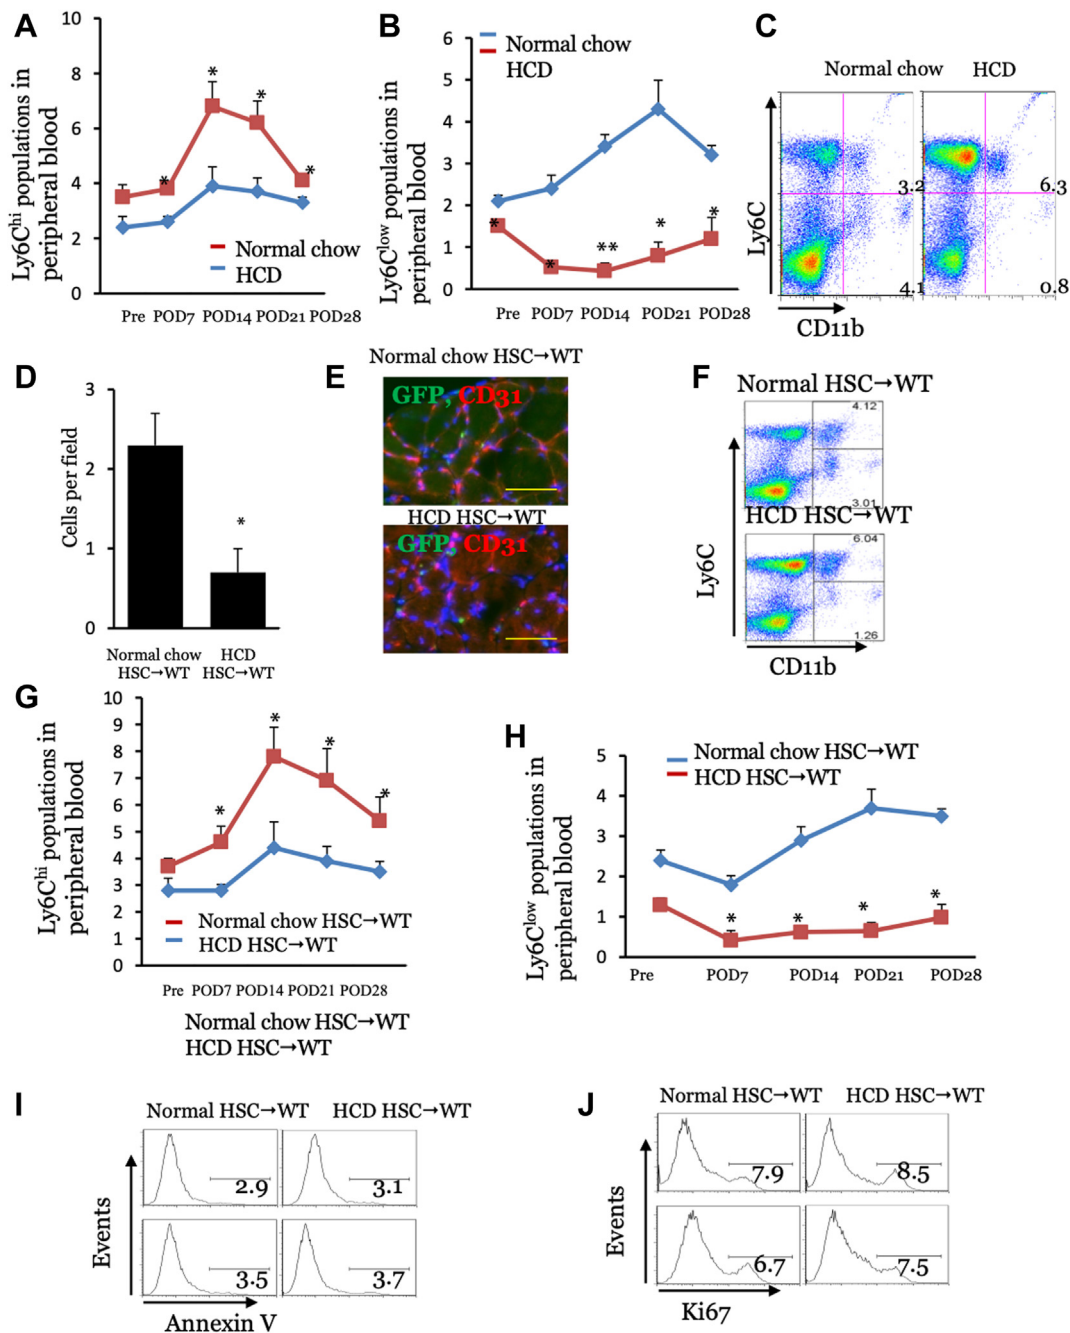 A
Ly6Chi populations in
peripheral blood
10
8
6
4
2
0
*
*
*
*
Normal chow
HCD
Pre POD7 POD14 POD21 POD28
B
Ly6Clow populations in
peripheral blood
6
5
4
3
2
1
0
Normal chow
HCD
*
*
**
*
*
Pre POD7 POD14 POD21 POD28
C
Normal chow HCD
3.2 6.3
4.1 0.8
Ly6C
CD11b
D
Cells per field
3
2
1
0
*
Normal chow
HSC→WT
HCD
HSC→WT
E
Normal chow HSC→WT
GFP, CD31
HCD HSC→WT
GFP, CD31
F
Normal HSC→WT
4.12
3.01
HCD HSC→WT
6.04
1.26
Ly6C
CD11b
G
Ly6Chi populations in
peripheral blood
10
9
8
7
6
5
4
3
2
1
0
*
*
*
*
Normal chow HSC→WT
HCD HSC→WT
Pre POD7 POD14 POD21 POD28
Normal chow HSC→WT
HCD HSC→WT
H
Ly6Clow populations in
peripheral blood
5
4
3
2
1
0
Normal chow HSC→WT
HCD HSC→WT
*
*
*
*
Pre POD7 POD14 POD21 POD28
I
Normal HSC→WT HCD HSC→WT
2.9 3.1
3.5 3.7
Events
Annexin V
J
Normal HSC→WT HCD HSC→WT
7.9 8.5
6.7 7.5
Events
Ki67